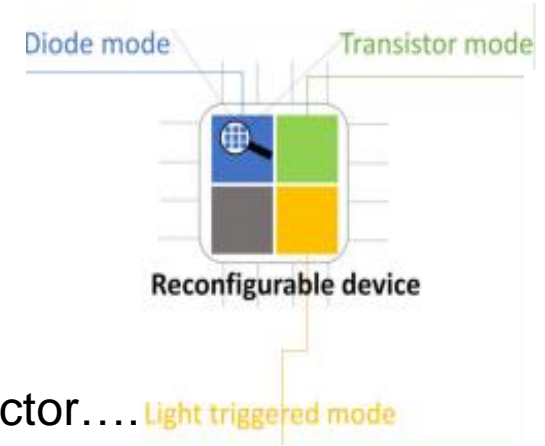 Diode mode
Transistor mode
Reconfigurable device
ctor....Light triggered mode